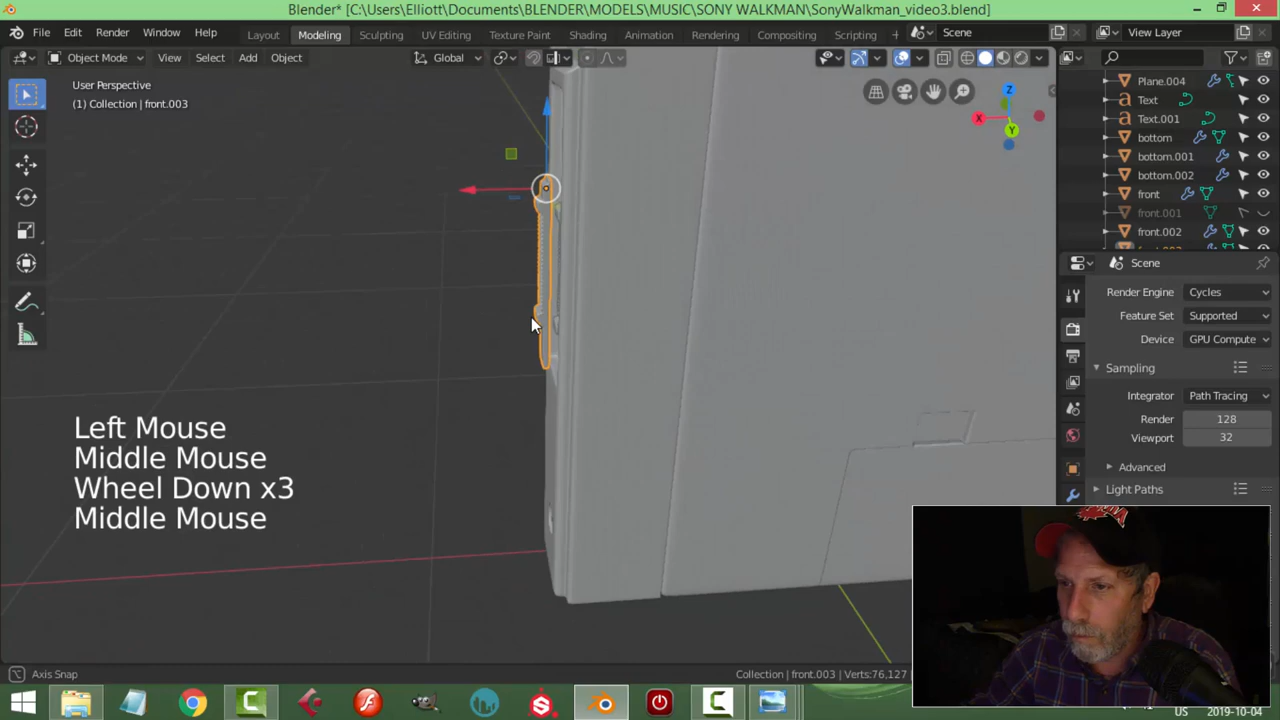 Blender* [C:\Users\Elliott\Documents\BLENDER\MODELS\MUSIC\SONY WALKMAN\SonyWalkman_video3.blend]
File Edit Render Window Help Layout Modeling Sculpting UV Editing Texture Paint Shading Animation Rendering Compositing Scripting + Scene View Layer
Object Mode View Select Add Object Global
User Perspective
(1) Collection | front.003
Z
X
Y
Plane.004
Text
Text.001
bottom
bottom.001
bottom.002
front
front.001
front.002
Scene
Render Engine Cycles
Feature Set Supported
Device GPU Compute
Sampling
Integrator Path Tracing
Render 128
Viewport 32
Advanced
Light Paths
Left Mouse
Middle Mouse
Wheel Down x3
Middle Mouse
Axis Snap
Collection | front.003 | Verts:76,127
2019-10-04